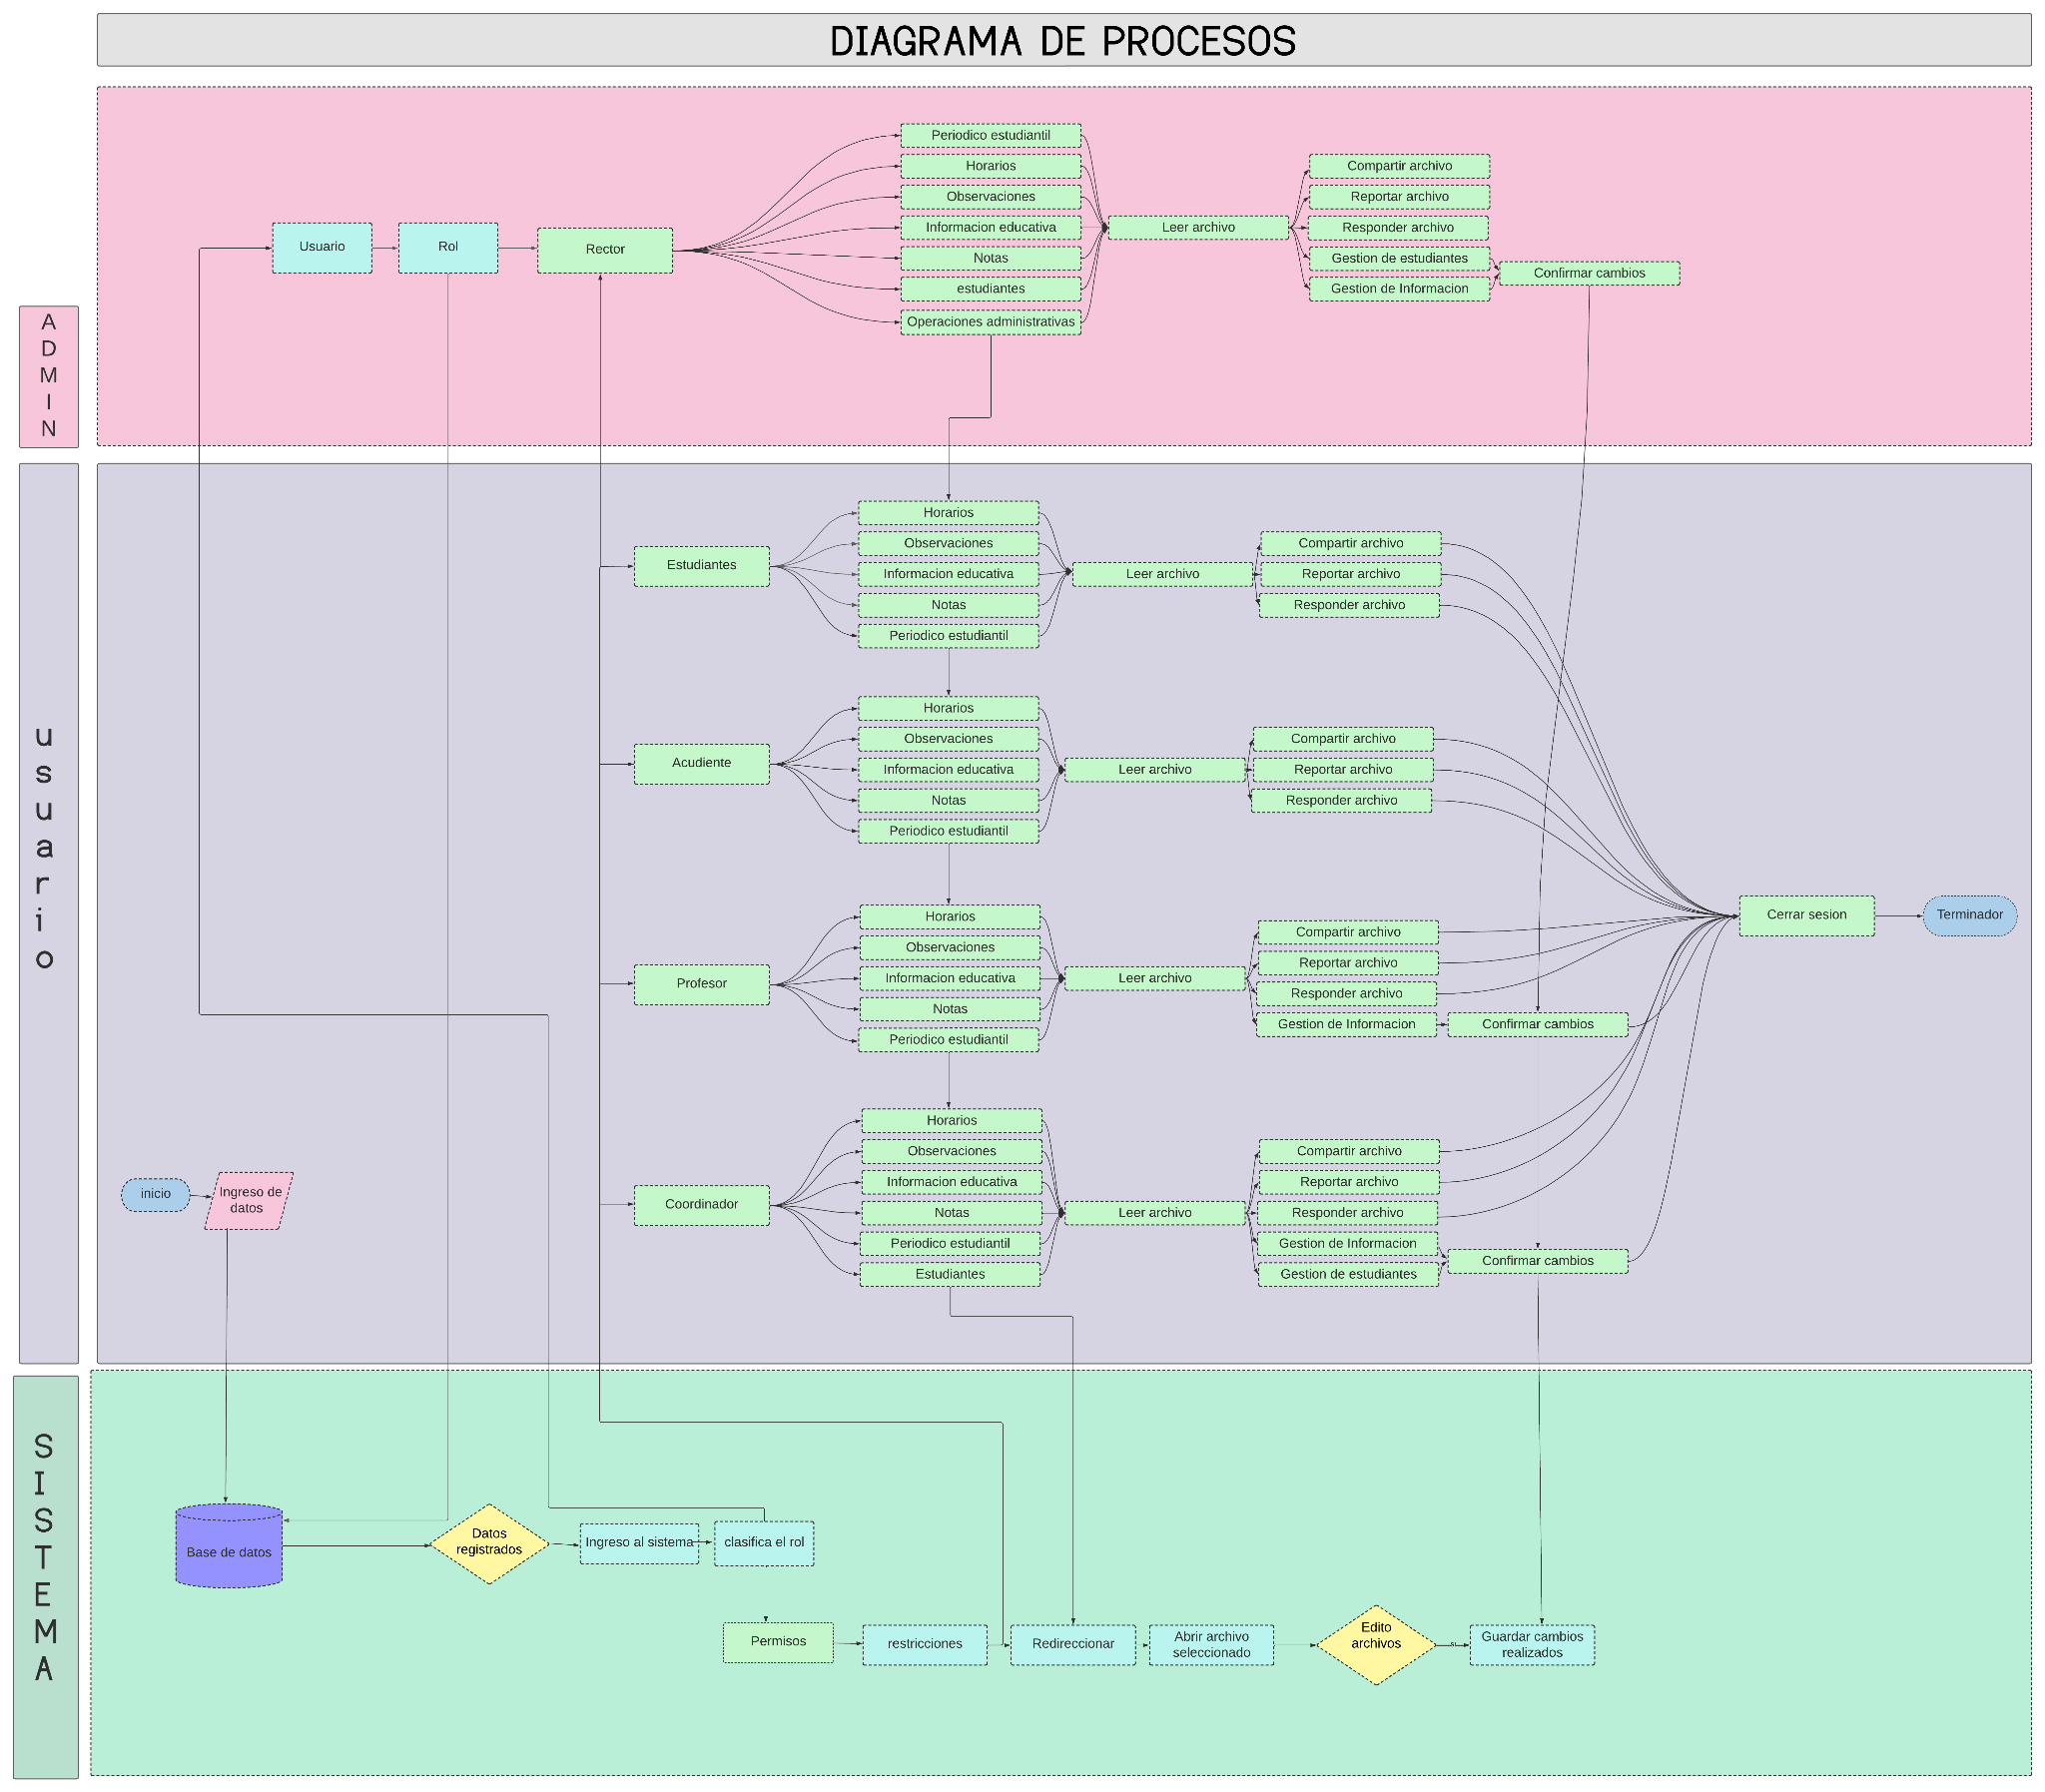 DIAGRAMA DE PROCESOS
ADMIN
Usuario
Rol
Rector
Periodico estudiantil
Horarios
Observaciones
Informacion educativa
Notas
estudiantes
Operaciones administrativas
Leer archivo
Compartir archivo
Reportar archivo
Responder archivo
Gestion de estudiantes
Gestion de Informacion
Confirmar cambios
usuario
Estudiantes
Horarios
Observaciones
Informacion educativa
Notas
Periodico estudiantil
Leer archivo
Compartir archivo
Reportar archivo
Responder archivo
Acudiente
Horarios
Observaciones
Informacion educativa
Notas
Periodico estudiantil
Leer archivo
Compartir archivo
Reportar archivo
Responder archivo
Cerrar sesion
Terminador
Profesor
Horarios
Observaciones
Informacion educativa
Notas
Periodico estudiantil
Leer archivo
Compartir archivo
Reportar archivo
Responder archivo
Gestion de Informacion
Confirmar cambios
inicio
Ingreso de
datos
Coordinador
Horarios
Observaciones
Informacion educativa
Notas
Periodico estudiantil
Estudiantes
Leer archivo
Compartir archivo
Reportar archivo
Responder archivo
Gestion de Informacion
Gestion de estudiantes
Confirmar cambios
SISTEMA
Base de datos
Datos
registrados
Ingreso al sistema
clasifica el rol
Permisos
restricciones
Redireccionar
Abrir archivo
seleccionado
Edito
archivos
Guardar cambios
realizados